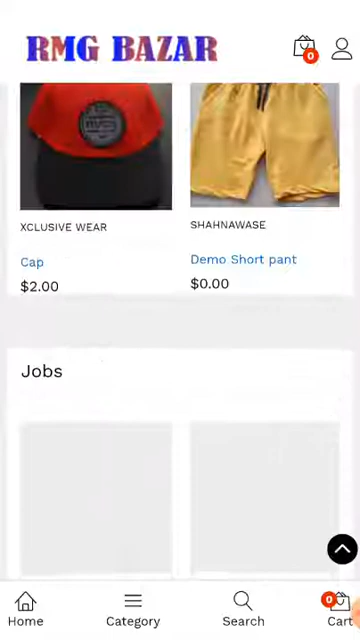 RMG BAZAR
0
XCLUSIVE WEAR
SHAHNAWASE
Cap
Demo Short pant
$2.00
$0.00
Jobs
0
Home
Category
Search
Cart